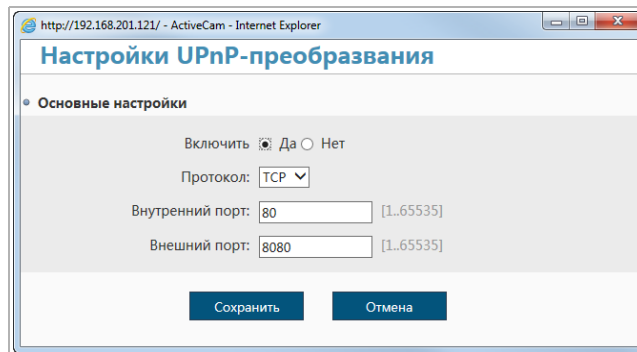 http://192.168.201.121/ - ActiveCam - Internet Explorer
Настройки UPnP-преобразвания
Основные настройки
Включить Да Нет
Протокол: TCP
Внутренний порт: 80 [1..65535]
Внешний порт: 8080 [1..65535]
Сохранить Отмена